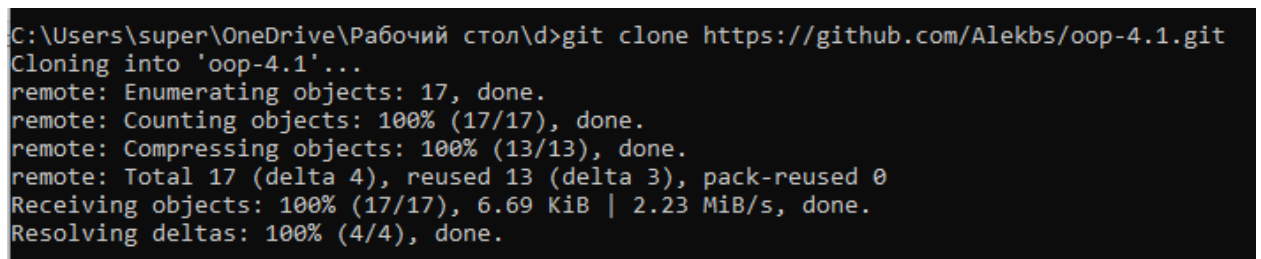 C:\Users\super\OneDrive\Рабочий стол\d>git clone https://github.com/Alekbs/oop-4.1.git
Cloning into 'oop-4.1'...
remote: Enumerating objects: 17, done.
remote: Counting objects: 100% (17/17), done.
remote: Compressing objects: 100% (13/13), done.
remote: Total 17 (delta 4), reused 13 (delta 3), pack-reused 0
Receiving objects: 100% (17/17), 6.69 KiB | 2.23 MiB/s, done.
Resolving deltas: 100% (4/4), done.